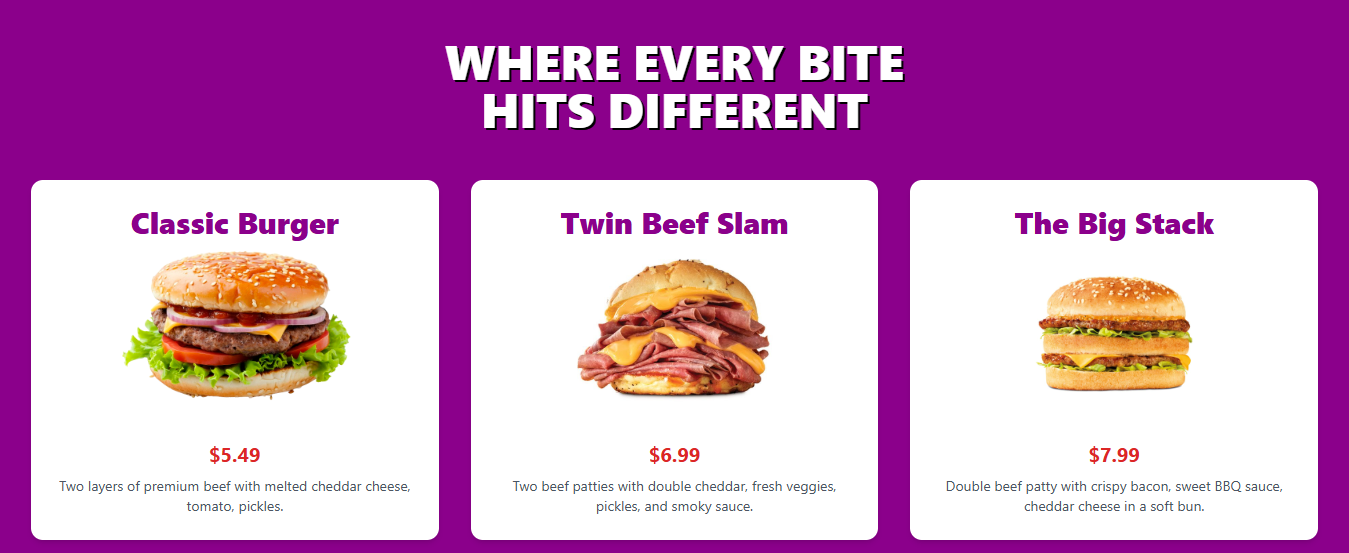 WHERE EVERY BITE
HITS DIFFERENT
Classic Burger
$5.49
Two layers of premium beef with melted cheddar cheese,
tomato, pickles.
Twin Beef Slam
$6.99
Two beef patties with double cheddar, fresh veggies,
pickles, and smoky sauce.
The Big Stack
$7.99
Double beef patty with crispy bacon, sweet BBQ sauce,
cheddar cheese in a soft bun.